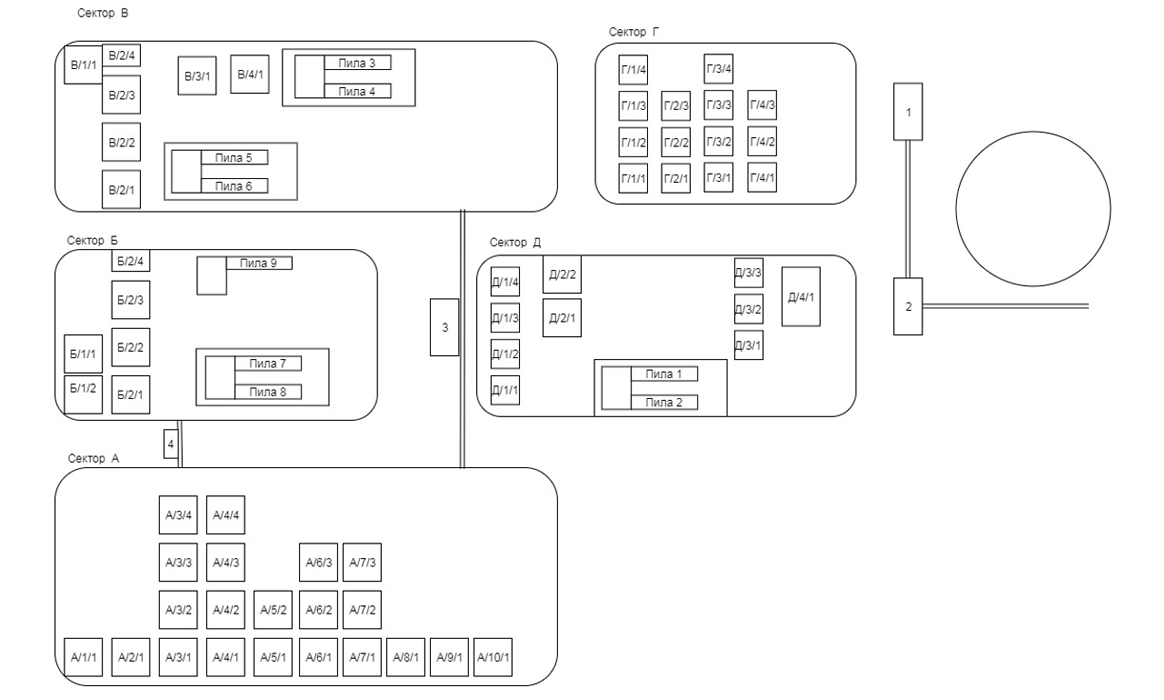 Сектор В
В/1/1
В/2/4
В/2/3
В/2/2
В/2/1
В/3/1
В/4/1
Пила 3
Пила 4
Пила 5
Пила 6
Сектор Г
Г/1/4
Г/3/4
Г/1/3
Г/2/3
Г/3/3
Г/4/3
Г/1/2
Г/2/2
Г/3/2
Г/4/2
Г/1/1
Г/2/1
Г/3/1
Г/4/1
1
2
Сектор Б
Б/2/4
Б/2/3
Б/1/1
Б/2/2
Б/1/2
Б/2/1
Пила 9
Пила 7
Пила 8
3
4
Сектор Д
Д/1/4
Д/1/3
Д/1/2
Д/1/1
Д/2/2
Д/2/1
Д/3/3
Д/3/2
Д/3/1
Д/4/1
Пила 1
Пила 2
Сектор А
А/3/4
А/4/4
А/3/3
А/4/3
А/6/3
А/7/3
А/3/2
А/4/2
А/5/2
А/6/2
А/7/2
А/1/1
А/2/1
А/3/1
А/4/1
А/5/1
А/6/1
А/7/1
А/8/1
А/9/1
А/10/1